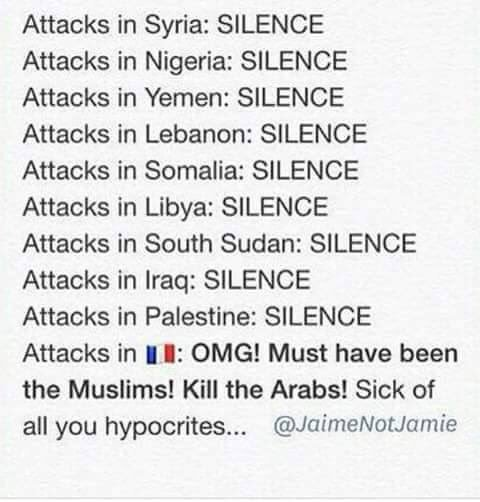 Attacks in Syria: SILENCE
Attacks in Nigeria: SILENCE
Attacks in Yemen: SILENCE
Attacks in Lebanon: SILENCE
Attacks in Somalia: SILENCE
Attacks in Libya: SILENCE
Attacks in South Sudan: SILENCE
Attacks in Iraq: SILENCE
Attacks in Palestine: SILENCE
Attacks in 🇫🇷: OMG! Must have been
the Muslims! Kill the Arabs! Sick of
all you hypocrites... @JaimeNotJamie